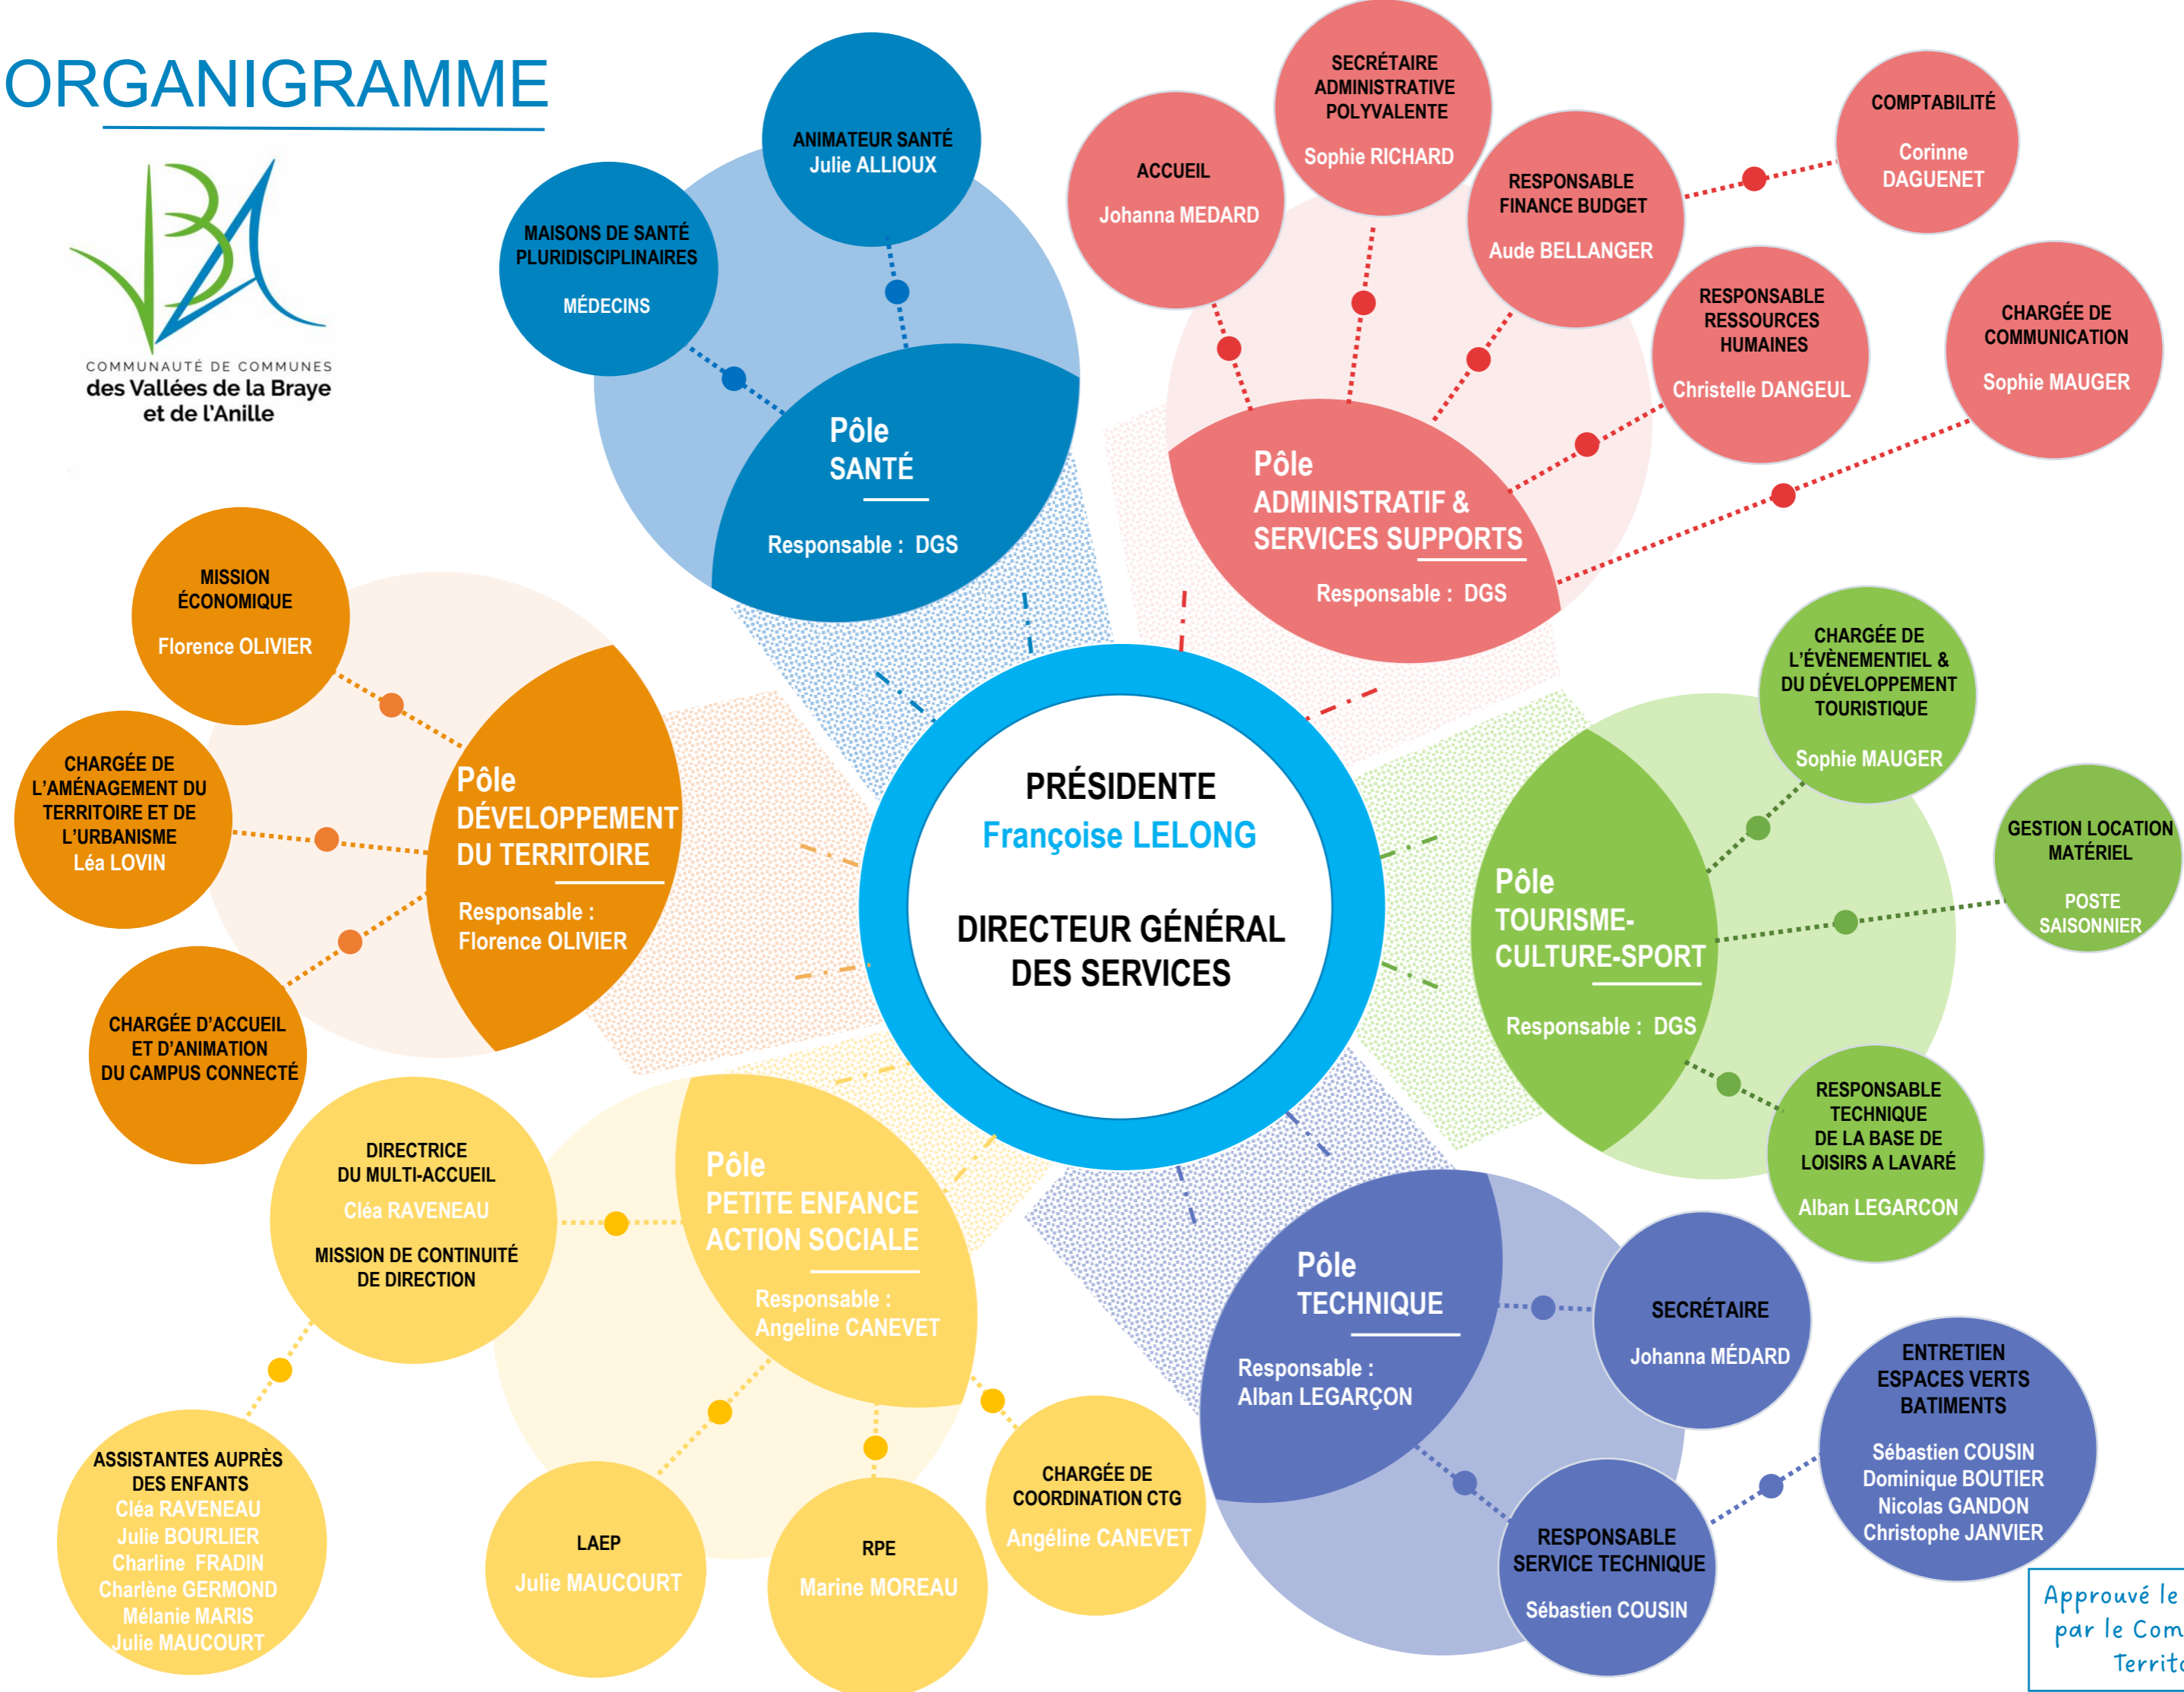 ORGANIGRAMME
COMMUNAUTÉ DE COMMUNES
des Vallées de la Braye
et de l'Anille
ANIMATEUR SANTÉ
Julie ALLIOUX
MAISONS DE SANTÉ
PLURIDISCIPLINAIRES
MÉDECINS
Pôle
SANTÉ
Responsable : DGS
ACCUEIL
Johanna MEDARD
SECRÉTAIRE
ADMINISTRATIVE
POLYVALENTE
Sophie RICHARD
RESPONSABLE
FINANCE BUDGET
Aude BELLANGER
COMPTABILITÉ
Corinne
DAGUENET
RESPONSABLE
RESSOURCES
HUMAINES
Christelle DANGEUL
CHARGÉE DE
COMMUNICATION
Sophie MAUGER
Pôle
ADMINISTRATIF &
SERVICES SUPPORTS
Responsable : DGS
MISSION
ÉCONOMIQUE
Florence OLIVIER
CHARGÉE DE
L'AMÉNAGEMENT DU
TERRITOIRE ET DE
L'URBANISME
Léa LOVIN
CHARGÉE D'ACCUEIL
ET D'ANIMATION
DU CAMPUS CONNECTÉ
Pôle
DÉVELOPPEMENT
DU TERRITOIRE
Responsable :
Florence OLIVIER
PRÉSIDENTE
Françoise LELONG
DIRECTEUR GÉNÉRAL
DES SERVICES
CHARGÉE DE
L'ÉVÈNEMENTIEL &
DU DÉVELOPPEMENT
TOURISTIQUE
Sophie MAUGER
GESTION LOCATION
MATÉRIEL
POSTE
SAISONNIER
Pôle
TOURISME-
CULTURE-SPORT
Responsable : DGS
RESPONSABLE
TECHNIQUE
DE LA BASE DE
LOISIRS A LAVARÉ
Alban LEGARCON
DIRECTRICE
DU MULTI-ACCUEIL
Cléa RAVENEAU
MISSION DE CONTINUITÉ
DE DIRECTION
Pôle
PETITE ENFANCE
ACTION SOCIALE
Responsable :
Angeline CANEVET
ASSISTANTES AUPRÈS
DES ENFANTS
Cléa RAVENEAU
Julie BOURLIER
Charline FRADIN
Charlène GERMOND
Mélanie MARIS
Julie MAUCOURT
LAEP
Julie MAUCOURT
RPE
Marine MOREAU
CHARGÉE DE
COORDINATION CTG
Angéline CANEVET
Pôle
TECHNIQUE
Responsable :
Alban LEGARÇON
SECRÉTAIRE
Johanna MÉDARD
RESPONSABLE
SERVICE TECHNIQUE
Sébastien COUSIN
ENTRETIEN
ESPACES VERTS
BATIMENTS
Sébastien COUSIN
Dominique BOUTIER
Nicolas GANDON
Christophe JANVIER
Approuvé le
par le